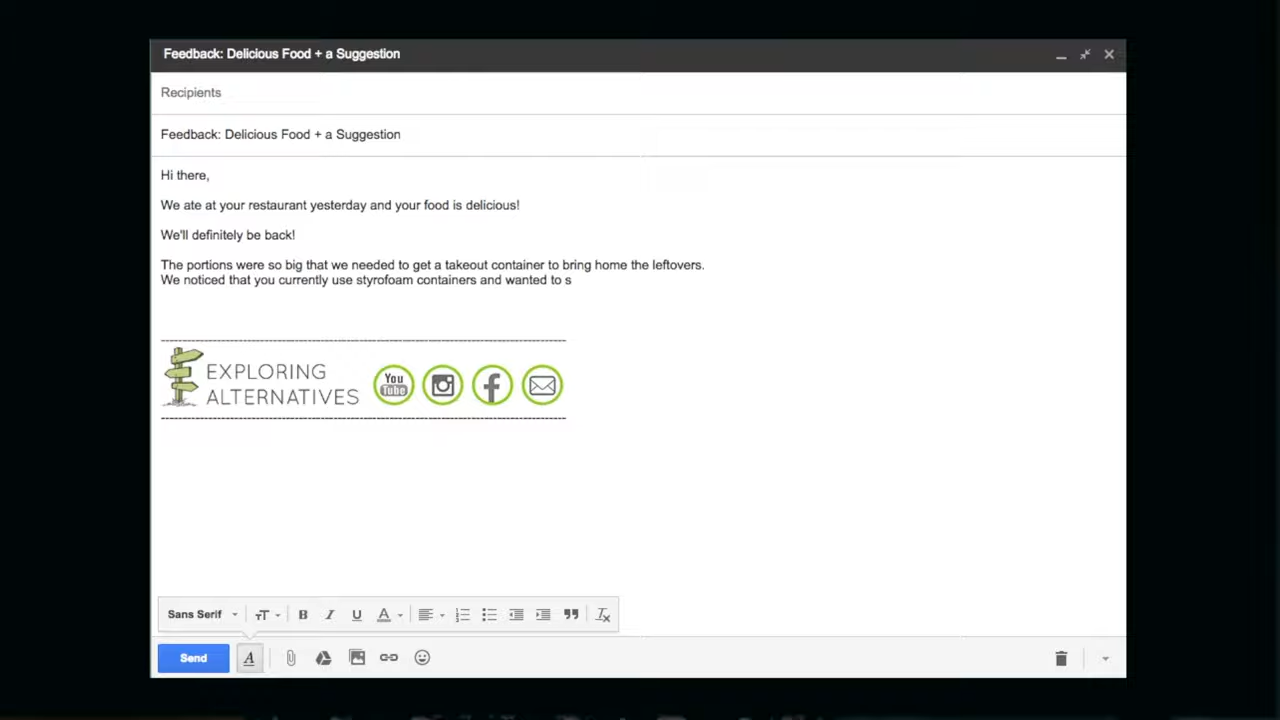 Feedback: Delicious Food + a Suggestion
Recipients
Feedback: Delicious Food + a Suggestion
Hi there,
We ate at your restaurant yesterday and your food is delicious!
We'll definitely be back!
The portions were so big that we needed to get a takeout container to bring home the leftovers.
We noticed that you currently use styrofoam containers and wanted to s
EXPLORING
ALTERNATIVES
You
Tube
Sans Serif
Send